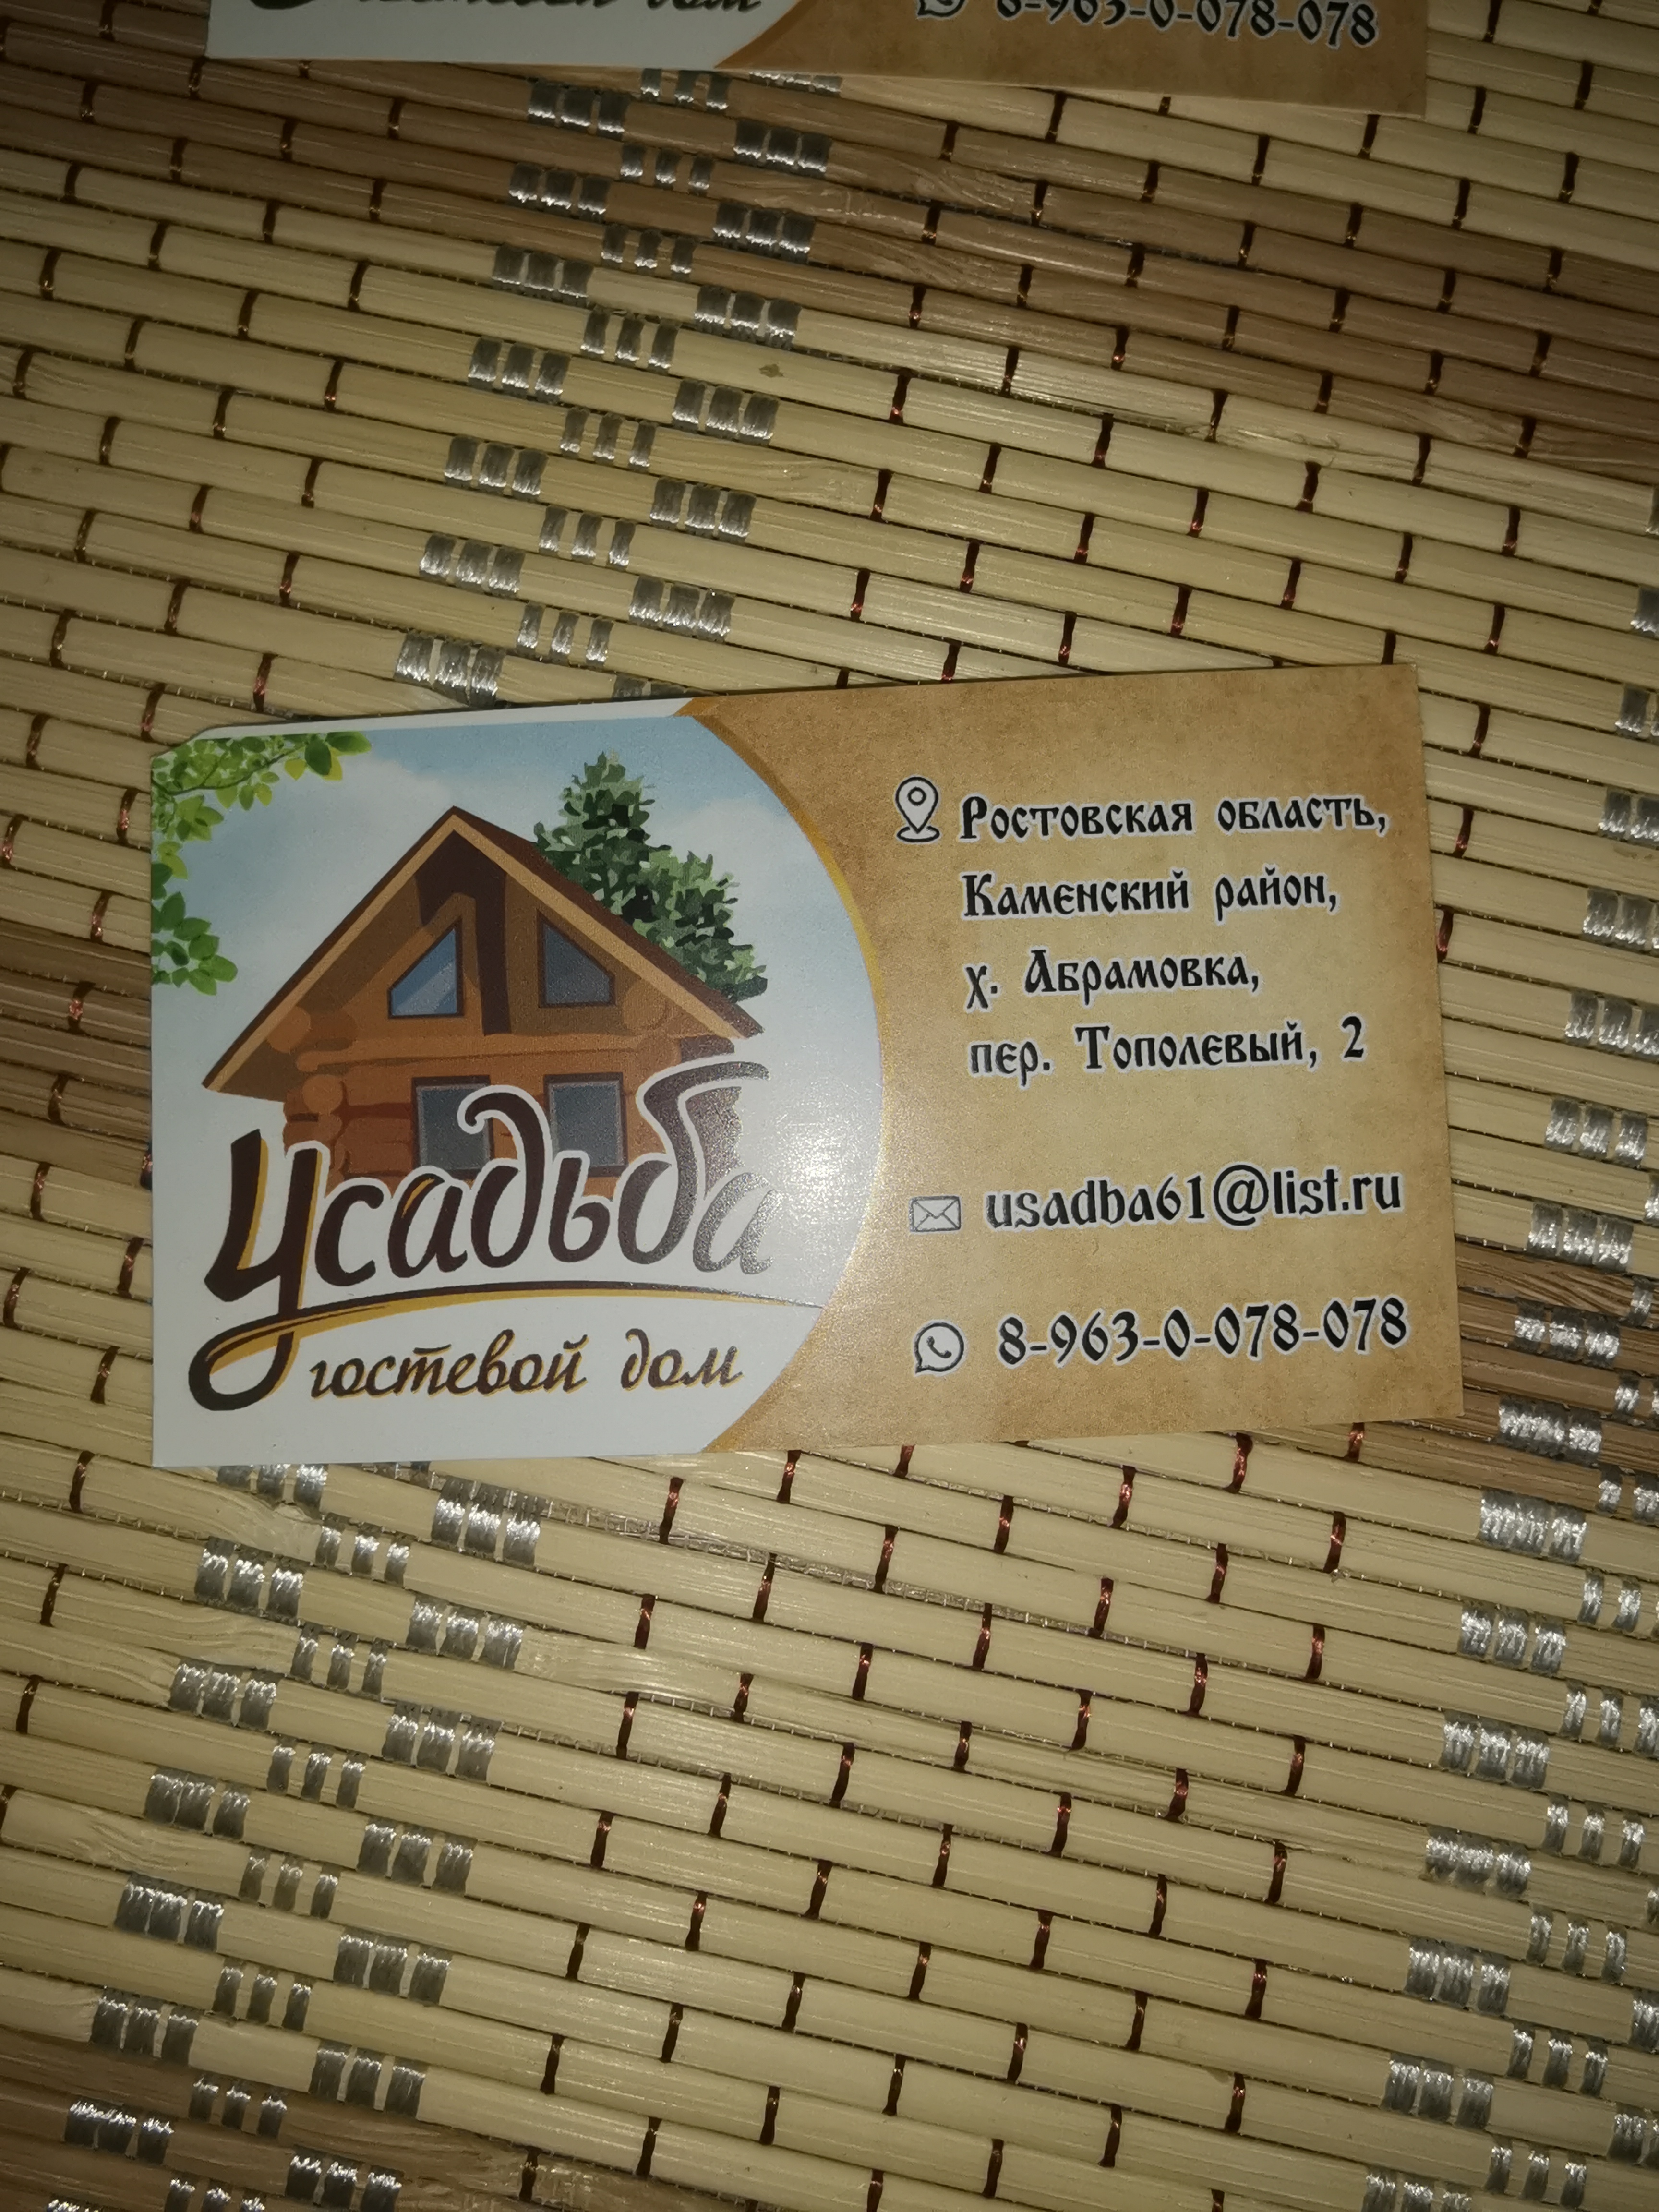 8-963-0-078-078
Усадьба
гостевой дом
Ростовская область,
Каменский район,
х. Абрамовка,
пер. Тополевый, 2
usadba61@list.ru
8-963-0-078-078